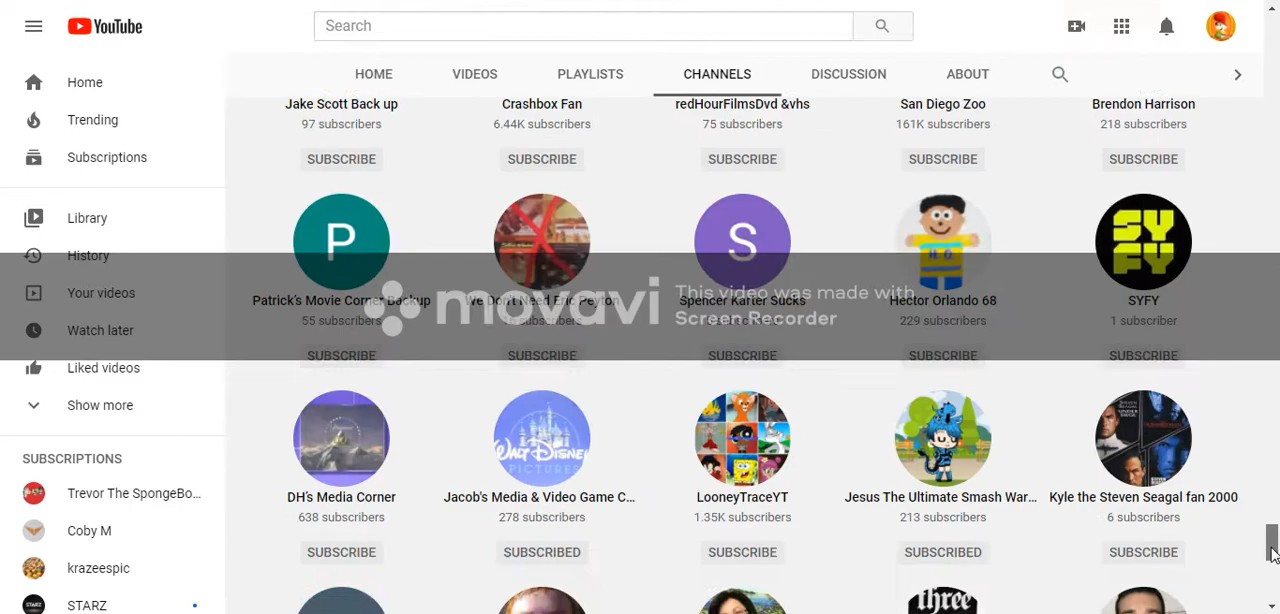 YouTube
Search
HOME VIDEOS PLAYLISTS CHANNELS DISCUSSION ABOUT
Home
Trending
Subscriptions
Library
History
Your videos
Watch later
Liked videos
Show more
SUBSCRIPTIONS
Trevor The SpongeBo...
Coby M
krazeespic
STARZ
Jake Scott Back up Crashbox Fan redHourFilmsDvd &vhs San Diego Zoo Brendon Harrison
97 subscribers 6.44K subscribers 75 subscribers 161K subscribers 218 subscribers
SUBSCRIBE SUBSCRIBE SUBSCRIBE SUBSCRIBE SUBSCRIBE
P S H.O. SY FY
Patrick's Movie Corner Backup We Don't Need Eric Peyton Spencer Karter Sucks Hector Orlando 68 SYFY
55 subscribers subscribers 229 subscribers 1 subscriber
SUBSCRIBE SUBSCRIBE SUBSCRIBE SUBSCRIBE SUBSCRIBE
movavi
This video was made with
Screen Recorder
WALT DISNEY
PICTURES
DH's Media Corner Jacob's Media & Video Game C... LooneyTraceYT Jesus The Ultimate Smash War... Kyle the Steven Seagal fan 2000
638 subscribers 278 subscribers 1.35K subscribers 213 subscribers 6 subscribers
SUBSCRIBE SUBSCRIBED SUBSCRIBE SUBSCRIBED SUBSCRIBE
three